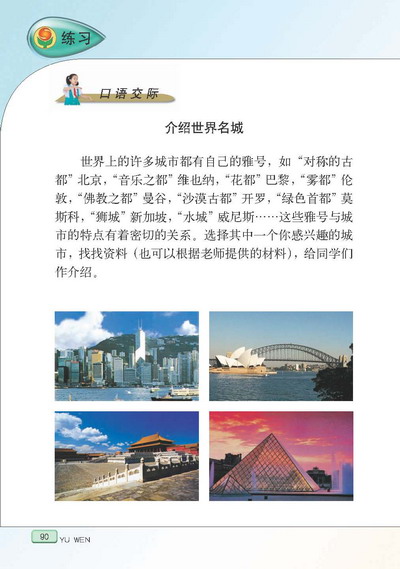 练习
口语交际
介绍世界名城
世界上的许多城市都有自己的雅号，如“对称的古
都”北京，“音乐之都”维也纳，“花都”巴黎，“雾都”伦
敦，“佛教之都”曼谷，“沙漠古都”开罗，“绿色首都”莫
斯科，“狮城”新加坡，“水城”威尼斯……这些雅号与城
市的特点有着密切的关系。选择其中一个你感兴趣的城
市，找找资料（也可以根据老师提供的材料），给同学们
作介绍。
90 YU WEN